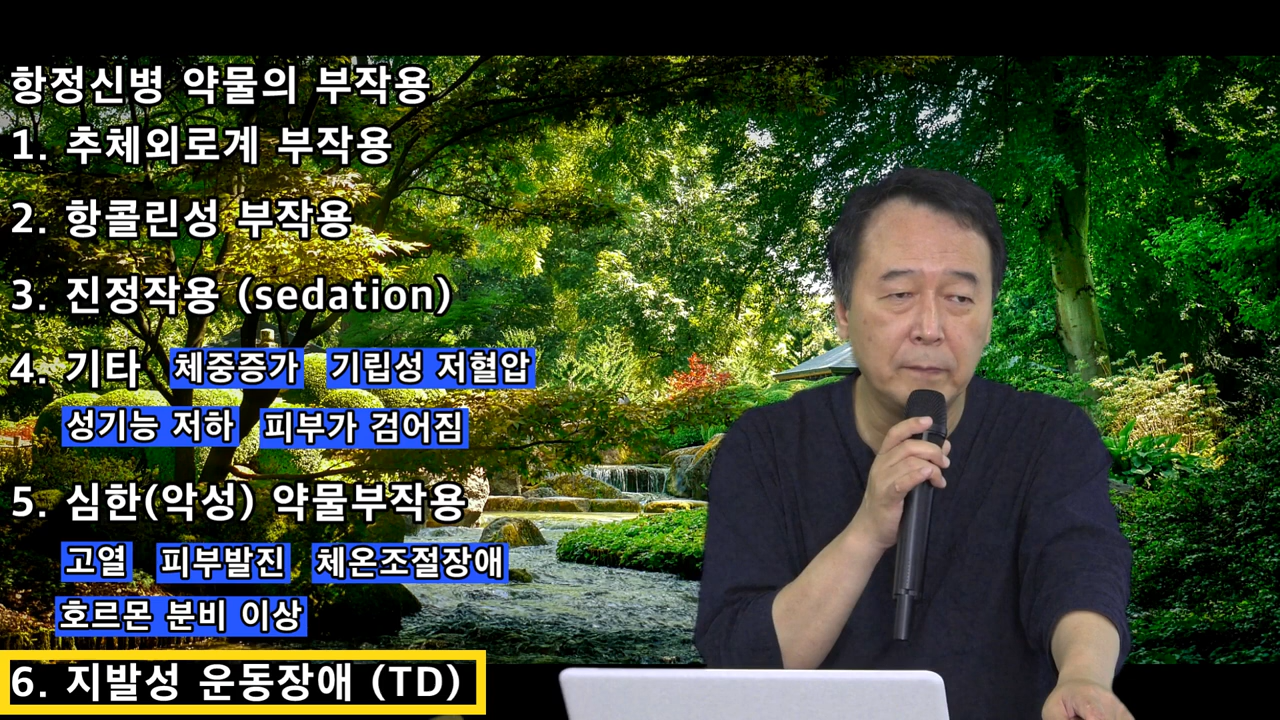 항정신병 약물의 부작용
1. 추체외로계 부작용
2. 항콜린성 부작용
3. 진정작용 (sedation)
4. 기타 체중증가 기립성 저혈압
성기능 저하 피부가 검어짐
5. 심한(악성) 약물부작용
고열 피부발진 체온조절장애
호르몬 분비 이상
6. 지발성 운동장애 (TD)